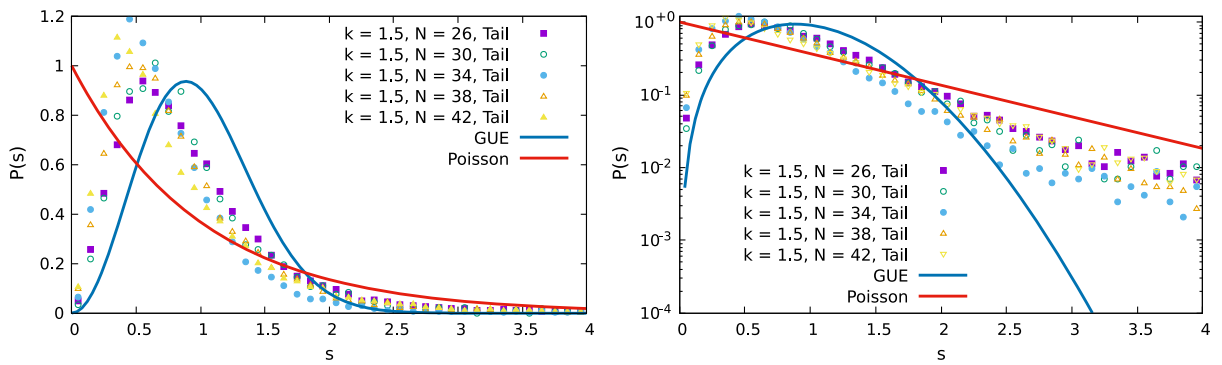 P(s)
1.2
1
0.8
0.6
0.4
0.2
0
0
0.5
1
1.5
2
2.5
3
3.5
4
s
k = 1.5, N = 26, Tail
k = 1.5, N = 30, Tail
k = 1.5, N = 34, Tail
k = 1.5, N = 38, Tail
k = 1.5, N = 42, Tail
GUE
Poisson
P(s)
10⁺⁰
10⁻¹
10⁻²
10⁻³
10⁻⁴
0
0.5
1
1.5
2
2.5
3
3.5
4
s
k = 1.5, N = 26, Tail
k = 1.5, N = 30, Tail
k = 1.5, N = 34, Tail
k = 1.5, N = 38, Tail
k = 1.5, N = 42, Tail
GUE
Poisson